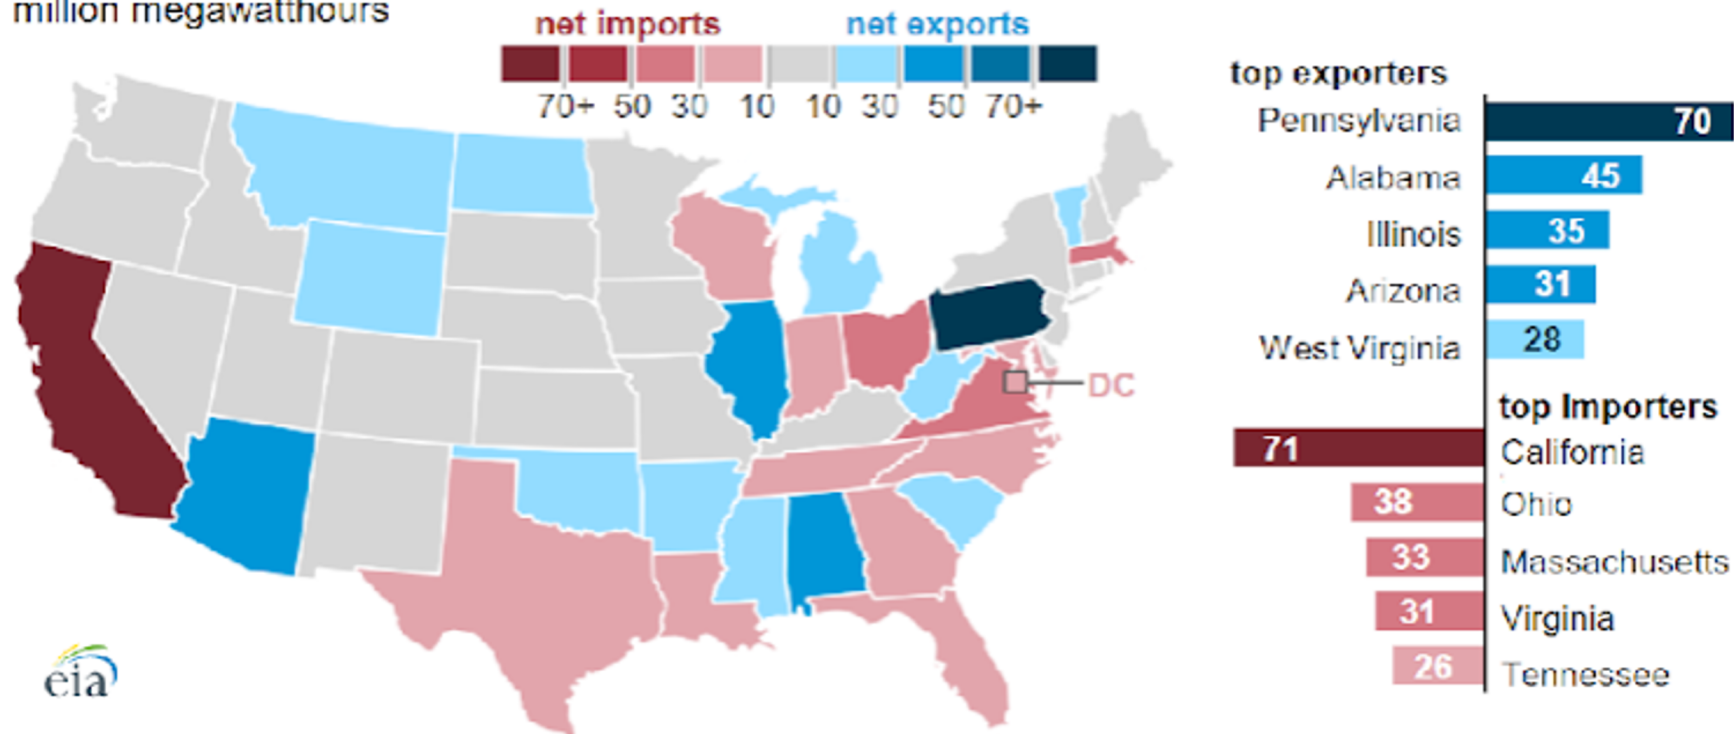 million megawatthours
net imports net exports
70+ 50 30 10 10 30 50 70+
DC
eia
top exporters
Pennsylvania 70
Alabama 45
Illinois 35
Arizona 31
West Virginia 28
top Importers
71 California
38 Ohio
33 Massachusetts
31 Virginia
26 Tennessee